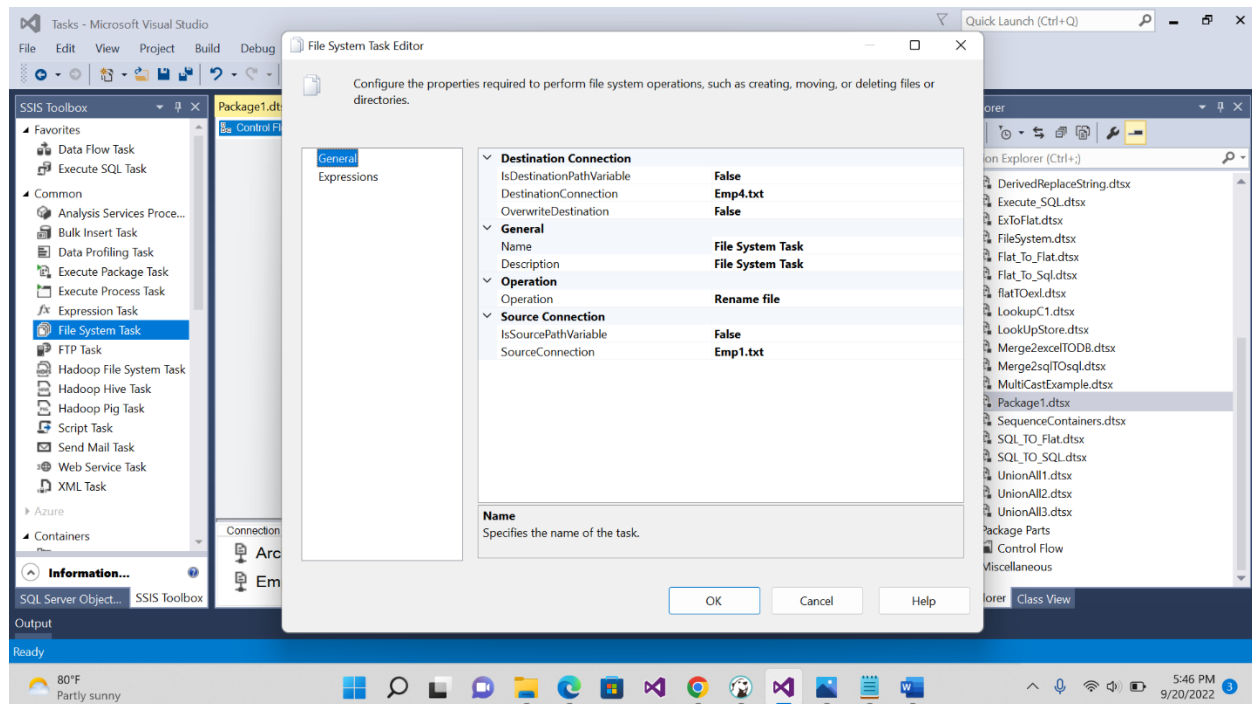 Tasks - Microsoft Visual Studio
Quick Launch (Ctrl+Q)
File Edit View Project Build Debug
SSIS Toolbox
Favorites
Data Flow Task
Execute SQL Task
Common
Analysis Services Proce...
Bulk Insert Task
Data Profiling Task
Execute Package Task
Execute Process Task
fx Expression Task
File System Task
FTP Task
Hadoop File System Task
Hadoop Hive Task
Hadoop Pig Task
Script Task
Send Mail Task
Web Service Task
XML Task
Azure
Containers
Information...
SQL Server Object... SSIS Toolbox
Output
Ready
Package1.dt
Control Fl
Connection
Arc
Em
File System Task Editor
Configure the properties required to perform file system operations, such as creating, moving, or deleting files or
directories.
General
Expressions
Destination Connection
IsDestinationPathVariable False
DestinationConnection Emp4.txt
OverwriteDestination False
General
Name File System Task
Description File System Task
Operation
Operation Rename file
Source Connection
IsSourcePathVariable False
SourceConnection Emp1.txt
Name
Specifies the name of the task.
OK Cancel Help
orer
on Explorer (Ctrl+;)
DerivedReplaceString.dtsx
Execute_SQL.dtsx
ExToFlat.dtsx
FileSystem.dtsx
Flat_To_Flat.dtsx
Flat_To_Sql.dtsx
flatTOexl.dtsx
LookupC1.dtsx
LookUpStore.dtsx
Merge2excelTODB.dtsx
Merge2sqlTOsql.dtsx
MultiCastExample.dtsx
Package1.dtsx
SequenceContainers.dtsx
SQL_TO_Flat.dtsx
SQL_TO_SQL.dtsx
UnionAll1.dtsx
UnionAll2.dtsx
UnionAll3.dtsx
Package Parts
Control Flow
Miscellaneous
lorer Class View
80°F
Partly sunny
5:46 PM
9/20/2022
3